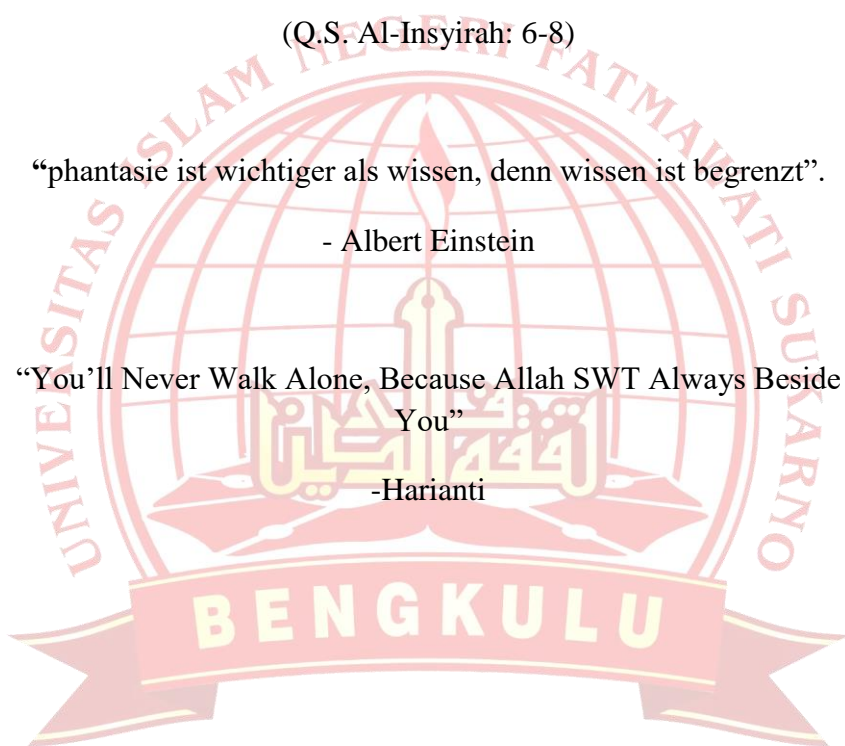 (Q.S. Al-Insyirah: 6-8)
“phantasie ist wichtiger als wissen, denn wissen ist begrenzt”.
- Albert Einstein
“You’ll Never Walk Alone, Because Allah SWT Always Beside
You”
-Harianti
UNIVERSITAS ISLAM NEGERI FATMAWATI SUKARNO
BENGKULU